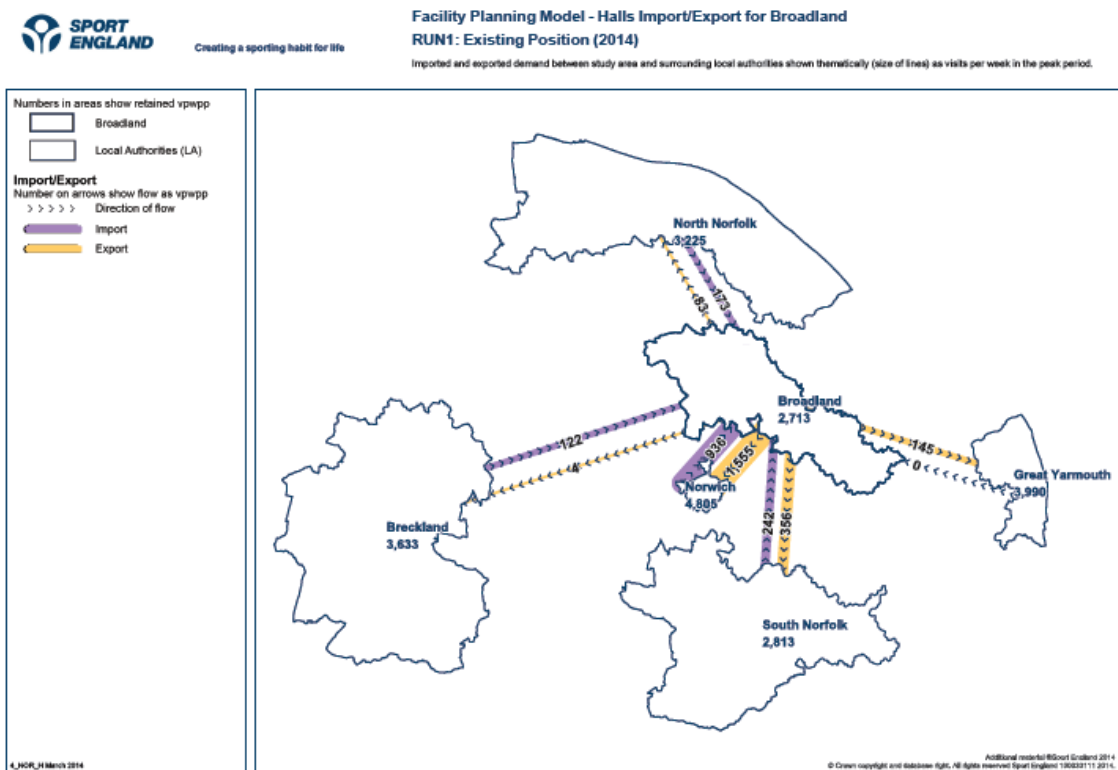 SPORT
ENGLAND
Creating a sporting habit for life
Facility Planning Model - Halls Import/Export for Broadland
RUN1: Existing Position (2014)
Imported and exported demand between study area and surrounding local authorities shown thematically (size of lines) as visits per week in the peak period.
Numbers in areas show retained vpwpp
Broadland
Local Authorities (LA)
Import/Export
Number on arrows show flow as vpwpp
Direction of flow
Import
Export
North Norfolk
3,225
83
173
Broadland
2,713
122
4
936
1,555
145
0
Norwich
4,805
Great Yarmouth
3,990
242
356
Breckland
3,633
South Norfolk
2,813
4_NOR_H March 2014
Additional material ©Sport England 2014
© Crown copyright and database right. All rights reserved Sport England 100033111 2014.